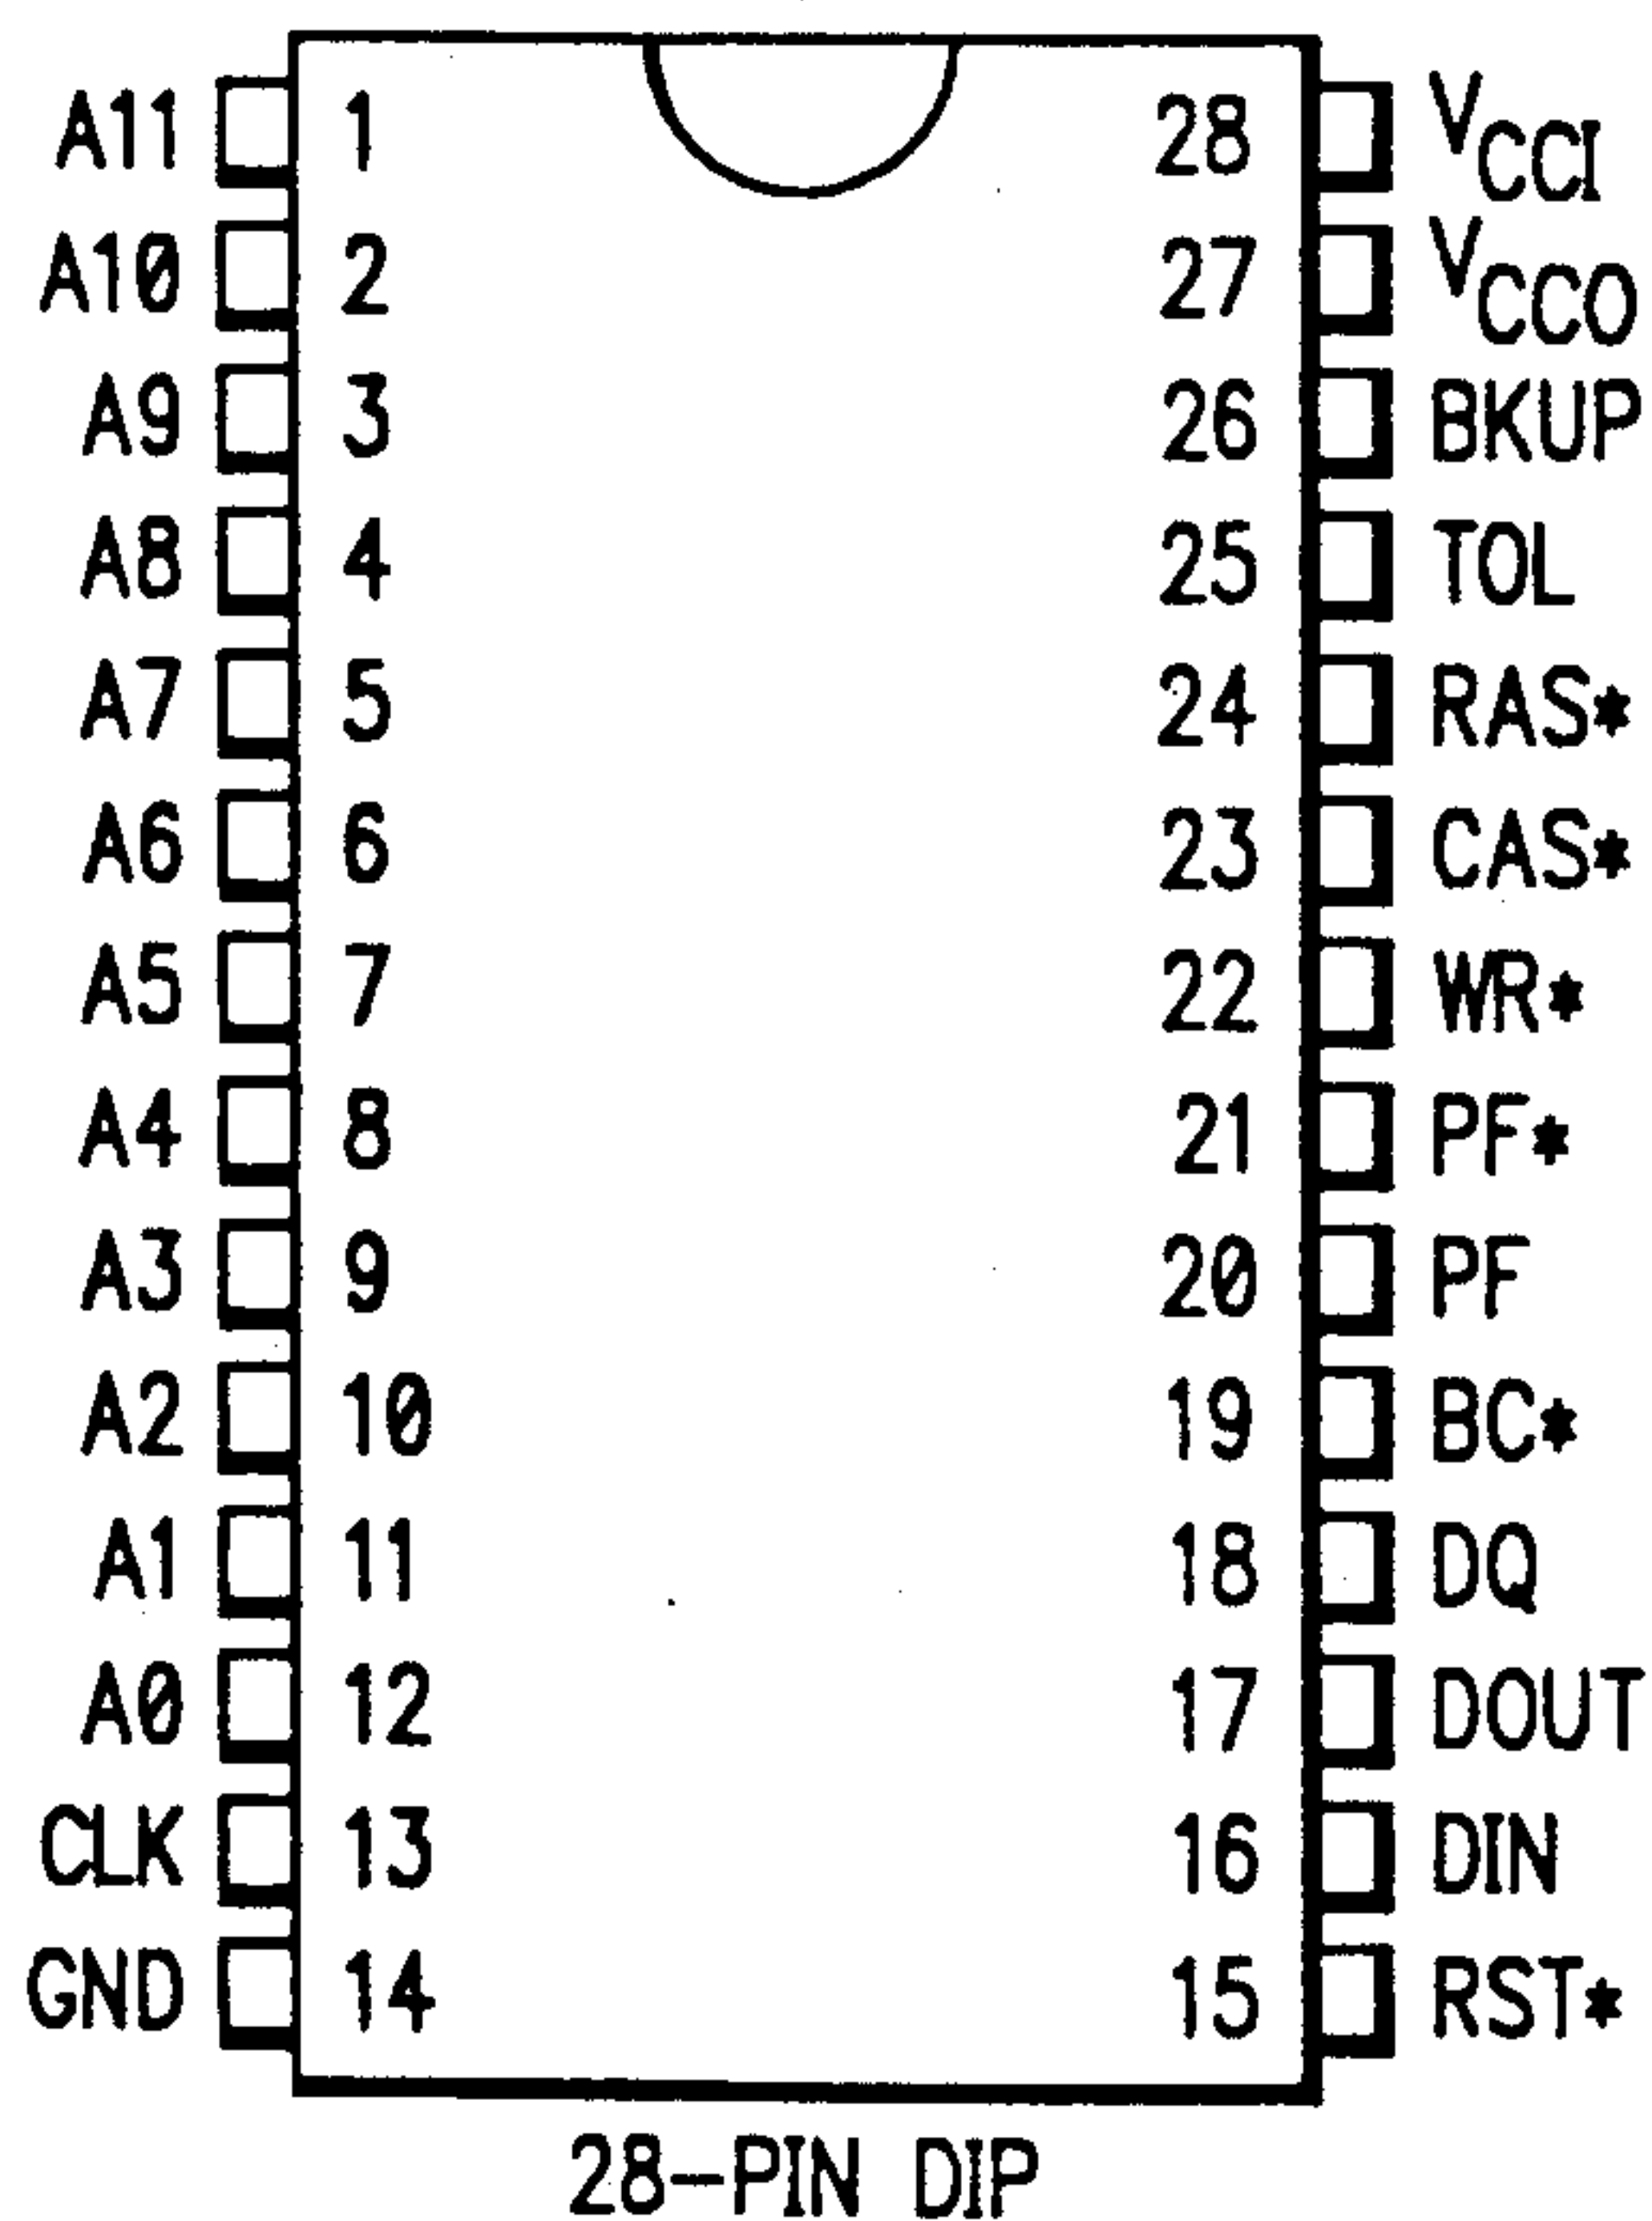 A11 1 28 VCCI
A10 2 27 VCCO
A9 3 26 BKUP
A8 4 25 TOL
A7 5 24 RAS*
A6 6 23 CAS*
A5 7 22 WR*
A4 8 21 PF*
A3 9 20 PF
A2 10 19 BC*
A1 11 18 DQ
A0 12 17 DOUT
CLK 13 16 DIN
GND 14 15 RST*
28-PIN DIP